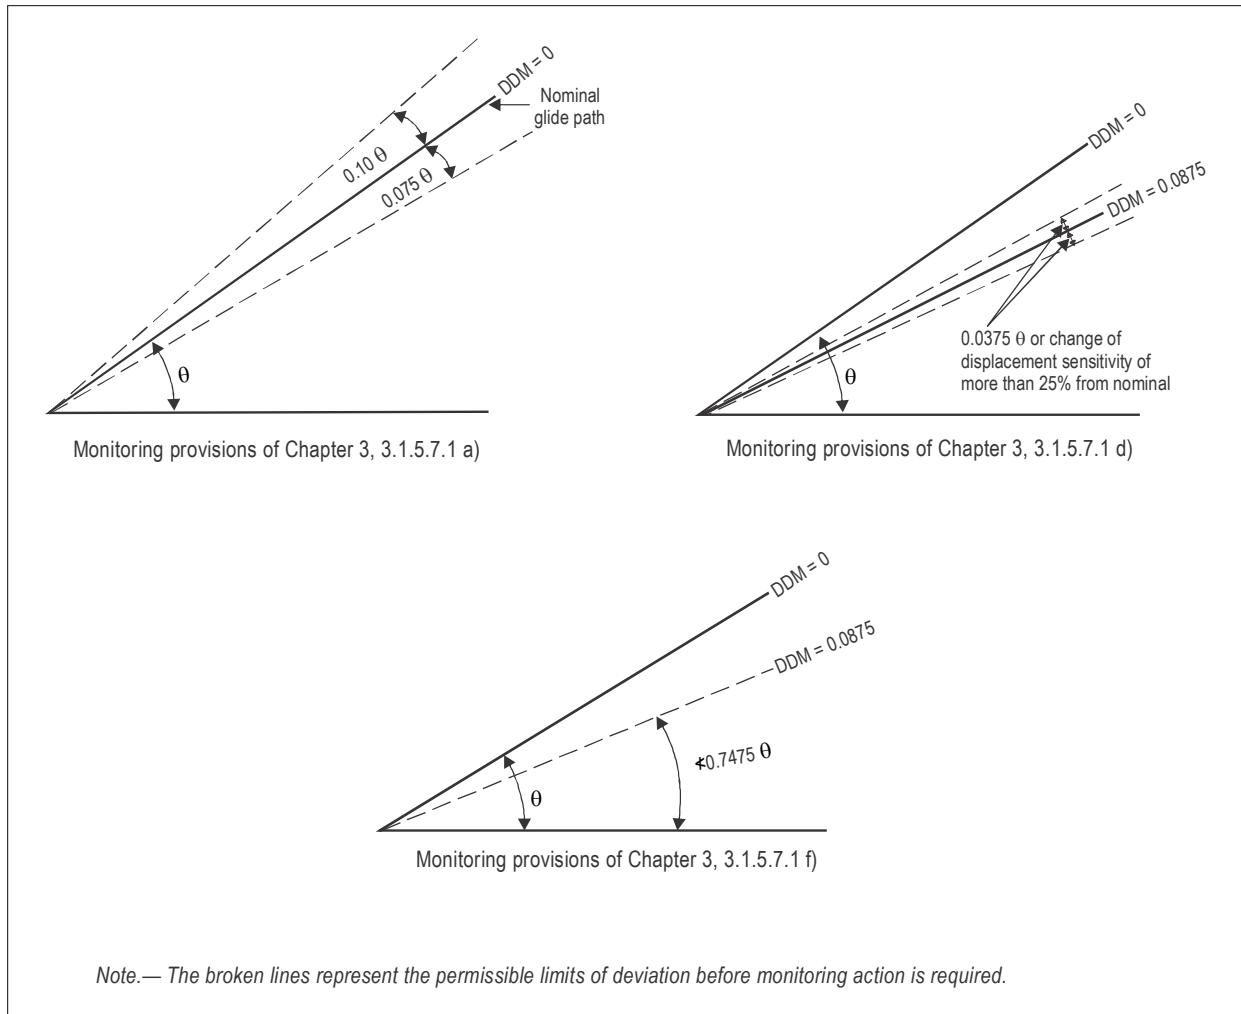 DDM = 0
Nominal
glide path
0.10 θ
0.075 θ
θ
Monitoring provisions of Chapter 3, 3.1.5.7.1 a)
DDM = 0
DDM = 0.0875
0.0375 θ or change of
displacement sensitivity of
more than 25% from nominal
θ
Monitoring provisions of Chapter 3, 3.1.5.7.1 d)
DDM = 0
DDM = 0.0875
≮0.7475 θ
θ
Monitoring provisions of Chapter 3, 3.1.5.7.1 f)
Note.— The broken lines represent the permissible limits of deviation before monitoring action is required.